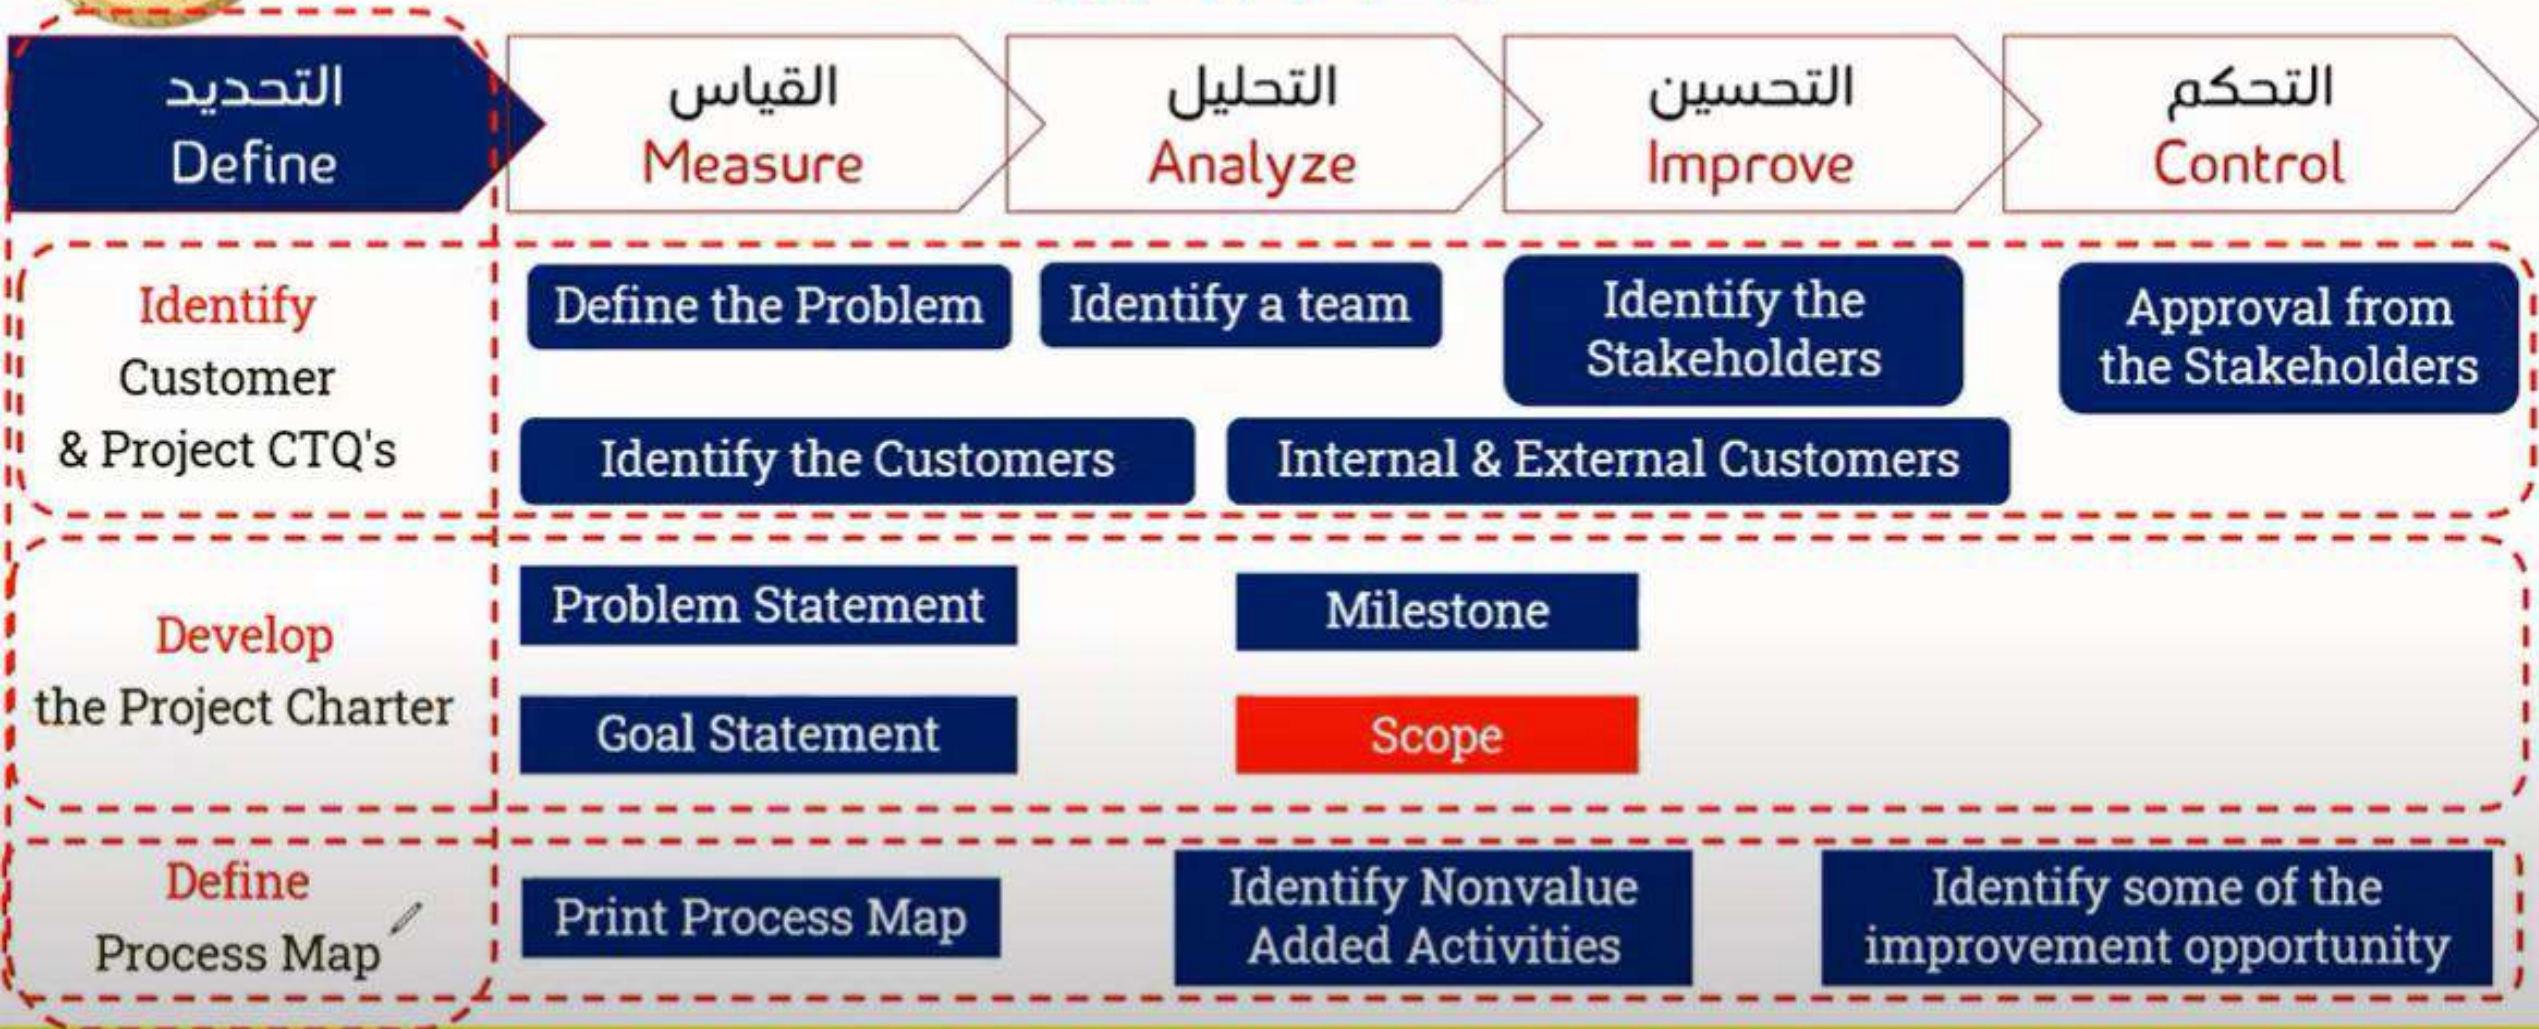 التحديد
Define
القياس
Measure
التحليل
Analyze
التحسين
Improve
التحكم
Control
Identify
Customer
& Project CTQ's
Define the Problem
Identify a team
Identify the
Stakeholders
Approval from
the Stakeholders
Identify the Customers
Internal & External Customers
Develop
the Project Charter
Problem Statement
Milestone
Goal Statement
Scope
Define
Process Map
Print Process Map
Identify Nonvalue
Added Activities
Identify some of the
improvement opportunity